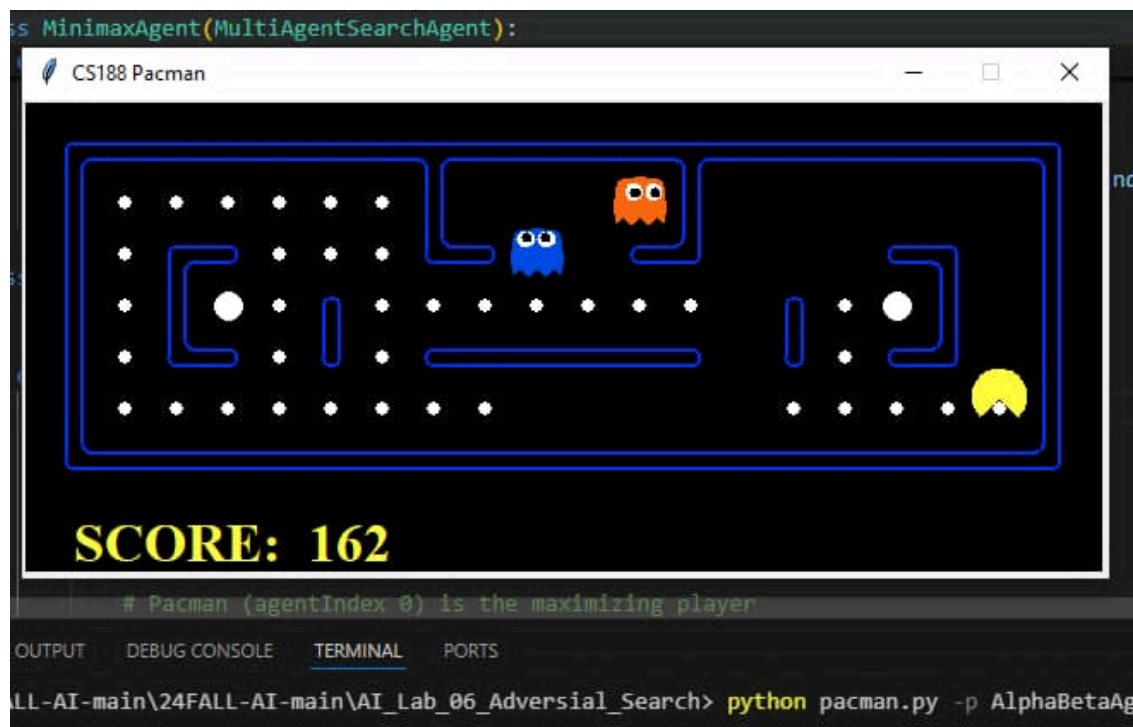 ss MinimaxAgent(MultiAgentSearchAgent):
CS188 Pacman
SCORE: 162
# Pacman (agentIndex 0) is the maximizing player
OUTPUT DEBUG CONSOLE TERMINAL PORTS
ALL-AI-main\24FALL-AI-main\AI_Lab_06_Adversial_Search> python pacman.py -p AlphaBetaAg